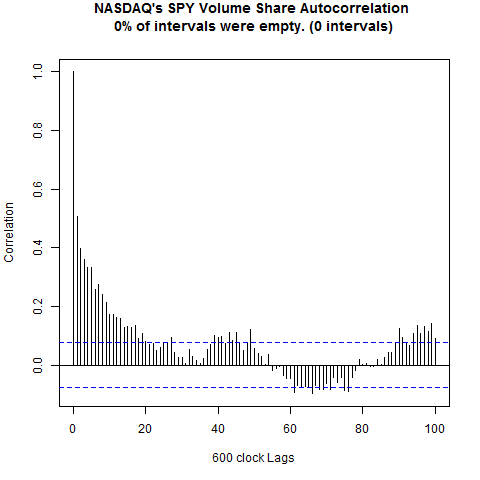 NASDAQ's SPY Volume Share Autocorrelation
0% of intervals were empty. (0 intervals)
1.0
0.8
0.6
0.4
0.2
0.0
Correlation
0 20 40 60 80 100
600 clock Lags